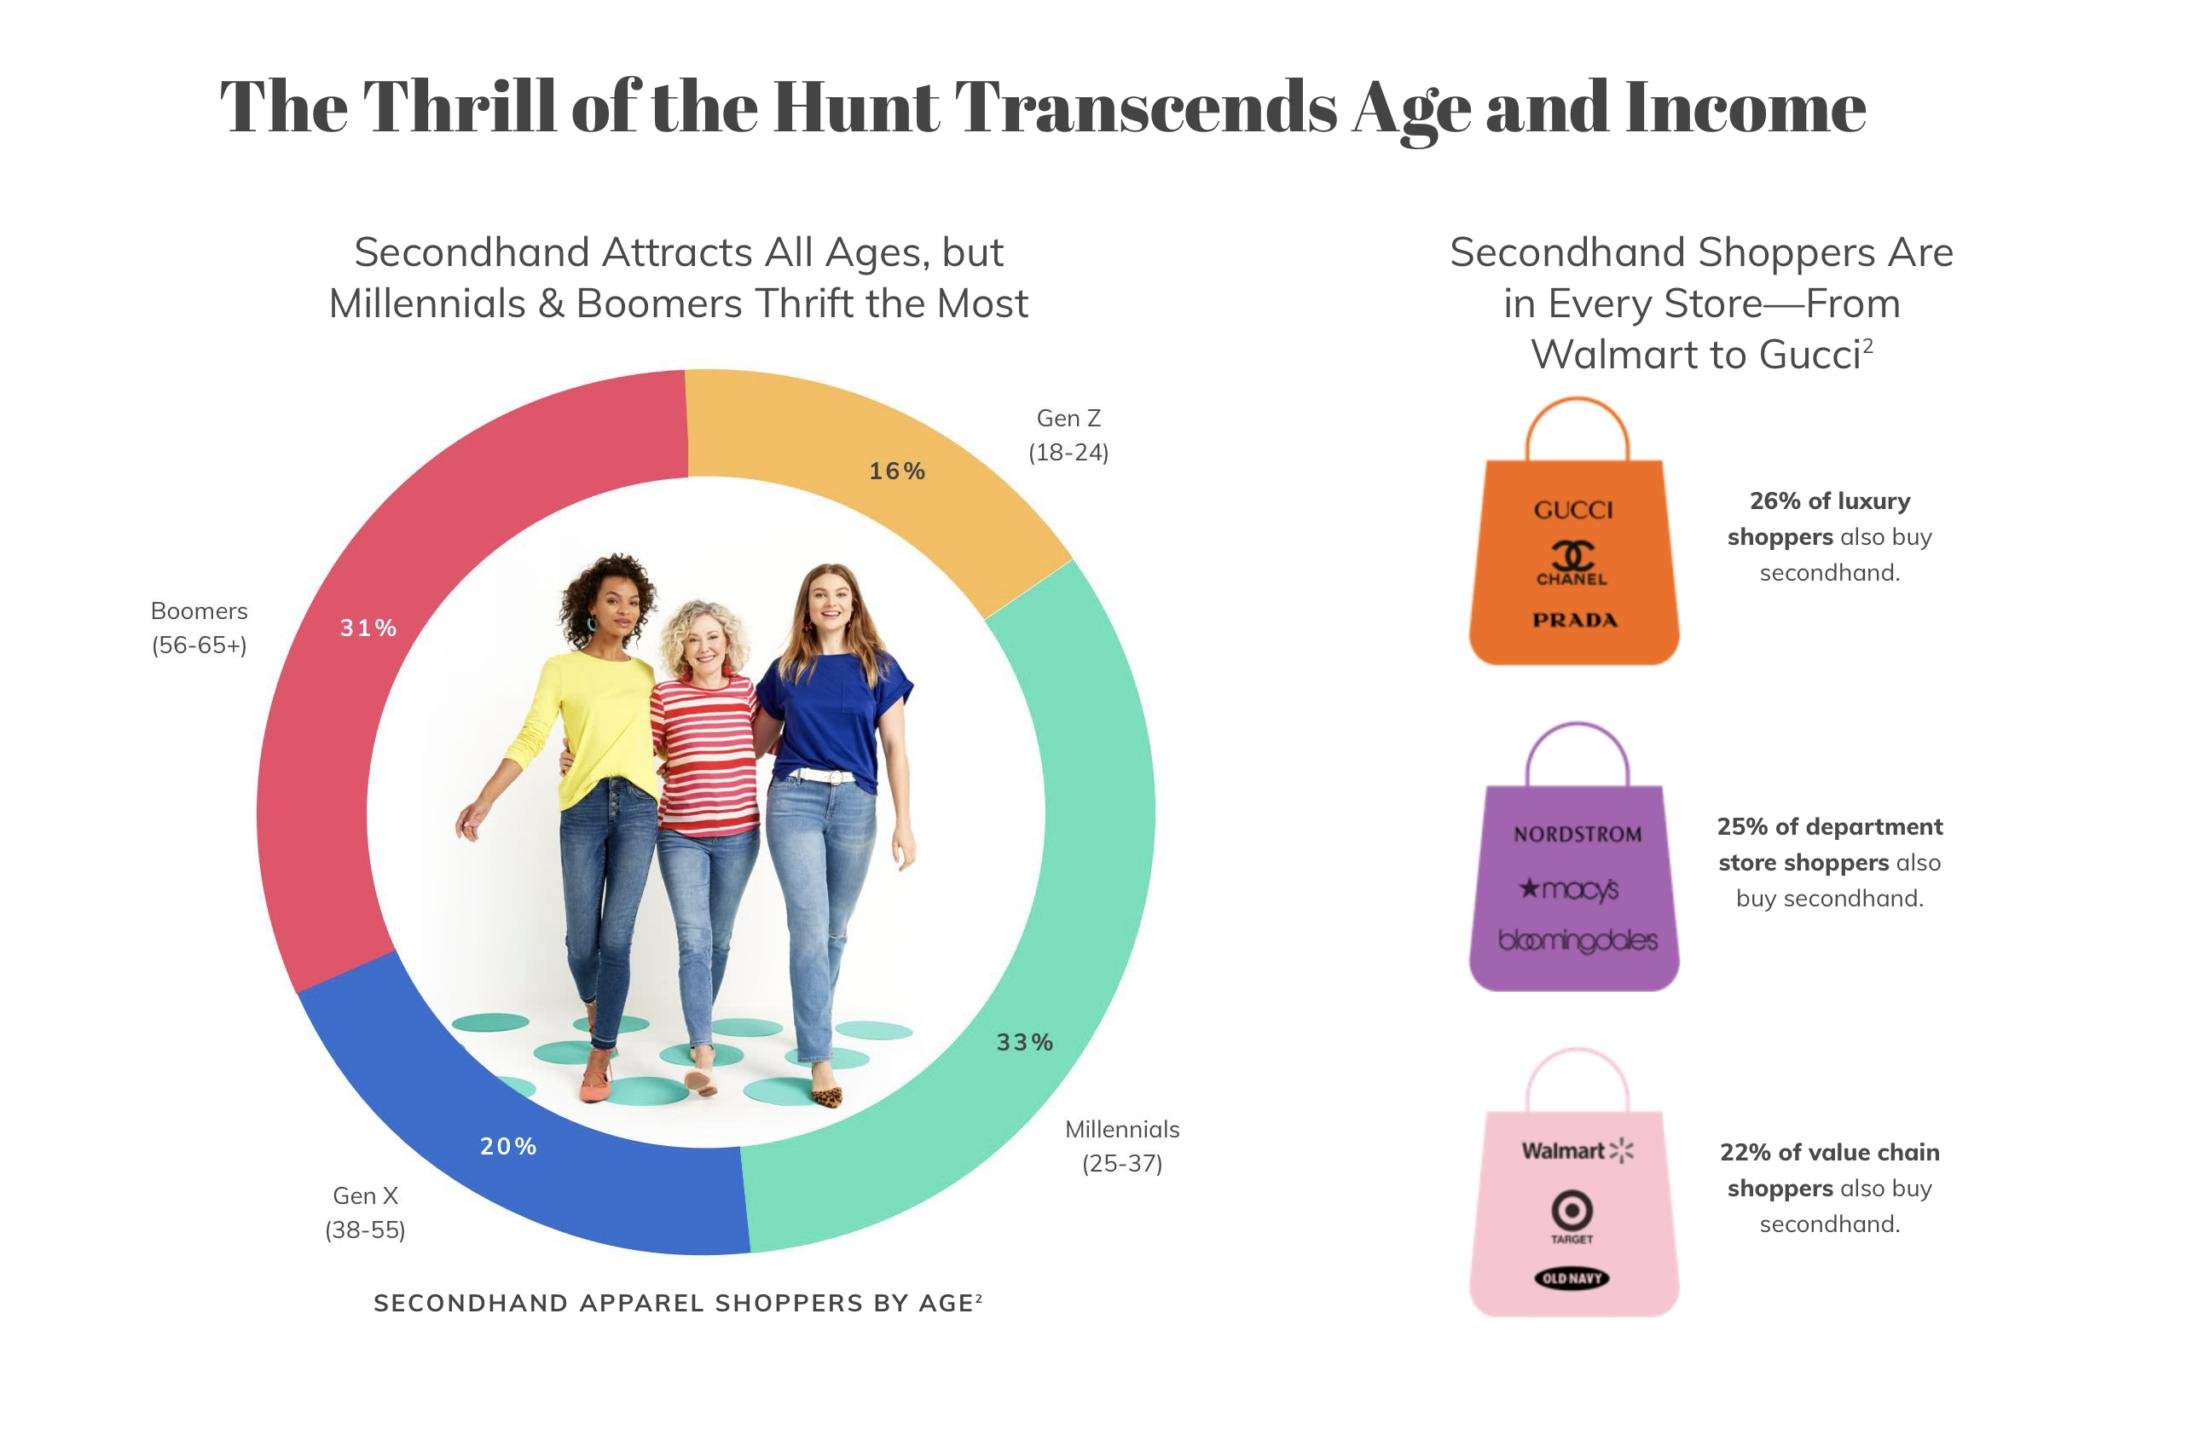 The Thrill of the Hunt Transcends Age and Income
Secondhand Attracts All Ages, but
Millennials & Boomers Thrift the Most
Gen Z
(18-24)
16%
Boomers
(56-65+)
31%
33%
Millennials
(25-37)
20%
Gen X
(38-55)
SECONDHAND APPAREL SHOPPERS BY AGE²
Secondhand Shoppers Are
in Every Store—From
Walmart to Gucci²
GUCCI
CHANEL
PRADA
26% of luxury
shoppers also buy
secondhand.
NORDSTROM
macy's
bloomingdale's
25% of department
store shoppers also
buy secondhand.
Walmart
TARGET
OLD NAVY
22% of value chain
shoppers also buy
secondhand.